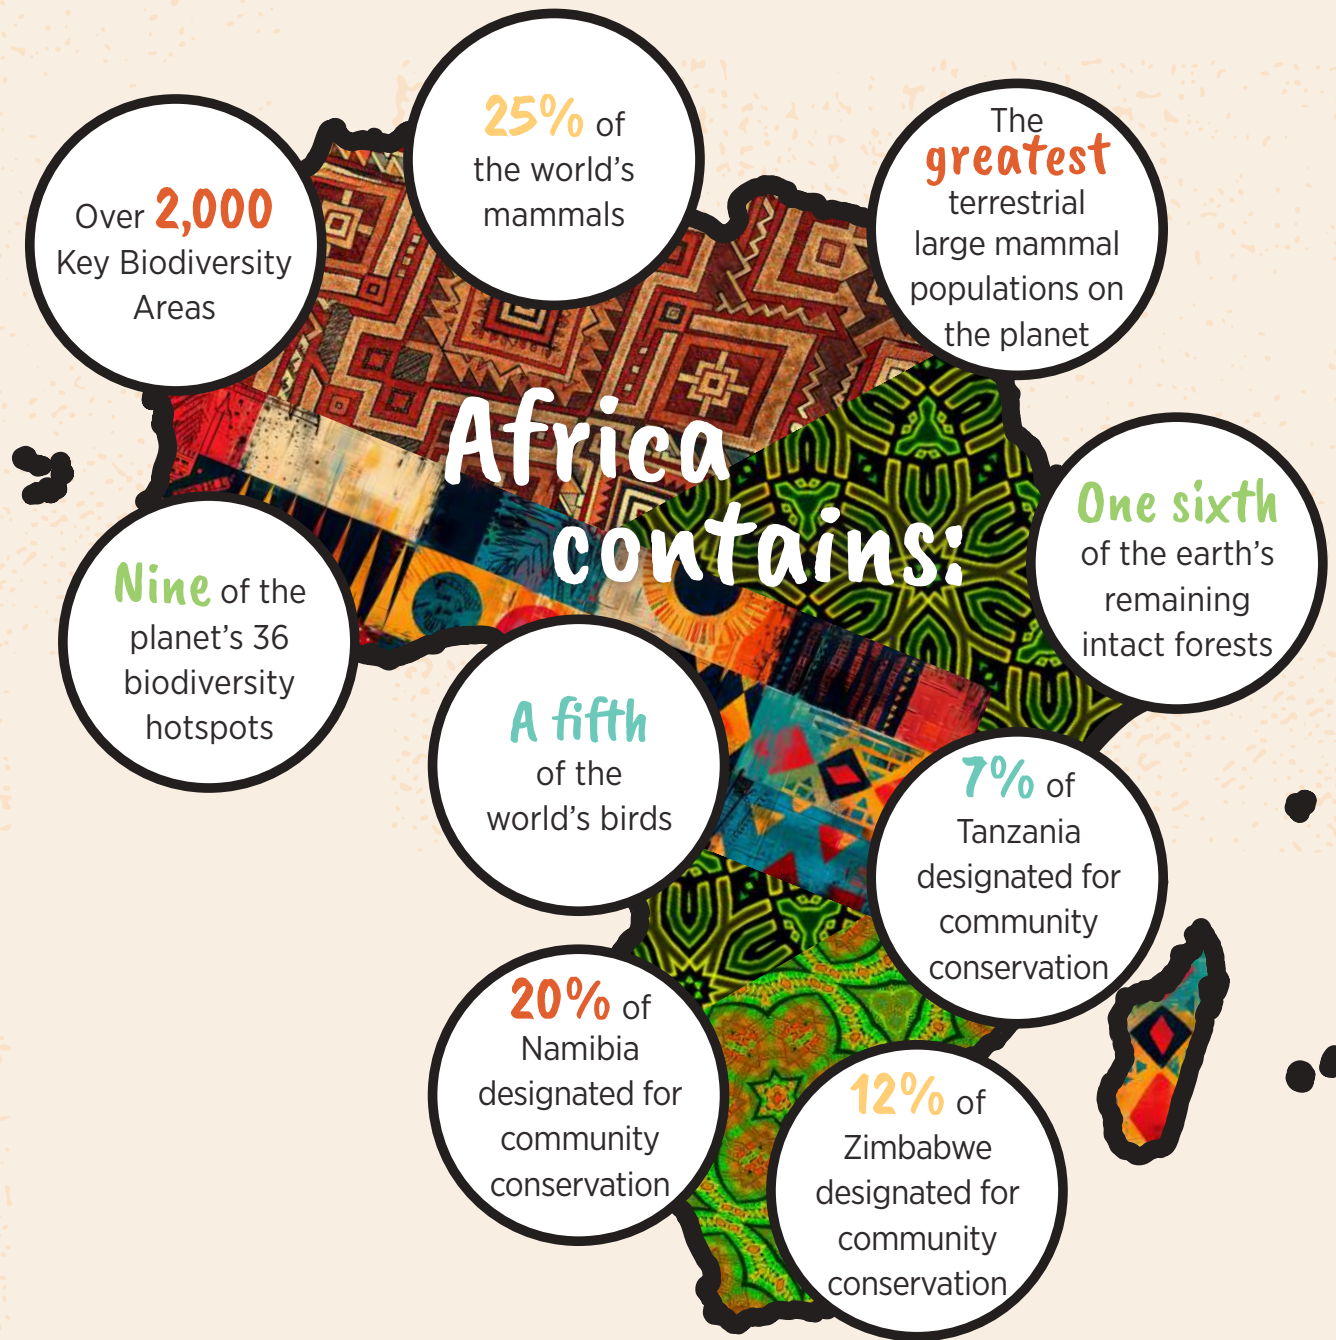 Africa
contains:
25% of
the world's
mammals
The
greatest
terrestrial
large mammal
populations on
the planet
Over 2,000
Key Biodiversity
Areas
One sixth
of the earth's
remaining
intact forests
Nine of the
planet's 36
biodiversity
hotspots
A fifth
of the
world's birds
7% of
Tanzania
designated for
community
conservation
20% of
Namibia
designated for
community
conservation
12% of
Zimbabwe
designated for
community
conservation